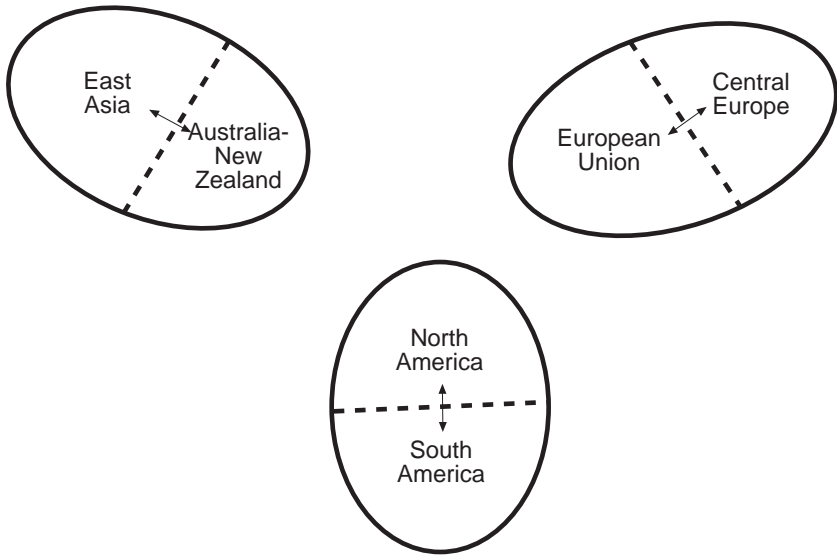 East
Asia
Australia-
New
Zealand
Central
Europe
European
Union
North
America
South
America